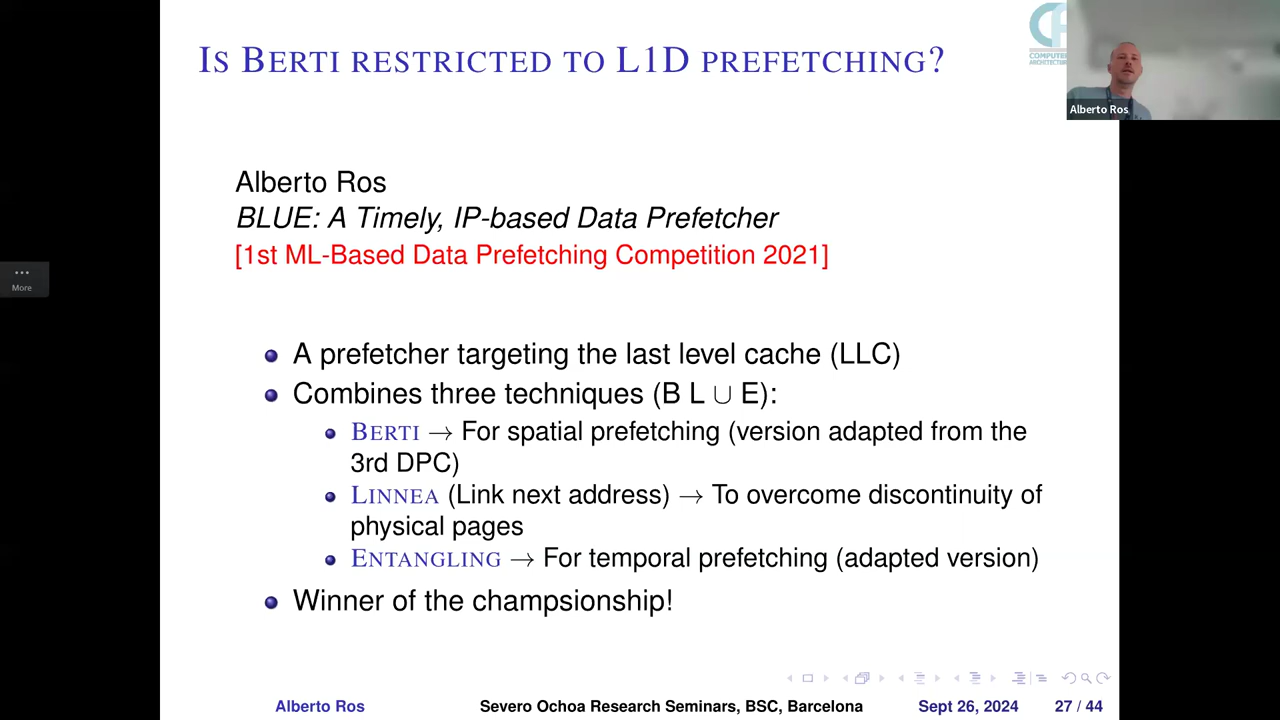 IS BERTI RESTRICTED TO L1D PREFETCHING?
Alberto Ros
Alberto Ros
BLUE: A Timely, IP-based Data Prefetcher
[1st ML-Based Data Prefetching Competition 2021]
More
A prefetcher targeting the last level cache (LLC)
Combines three techniques (B L ∪ E):
BERTI → For spatial prefetching (version adapted from the
3rd DPC)
LINNEA (Link next address) → To overcome discontinuity of
physical pages
ENTANGLING → For temporal prefetching (adapted version)
Winner of the champsionship!
Alberto Ros
Severo Ochoa Research Seminars, BSC, Barcelona
Sept 26, 2024
27 / 44